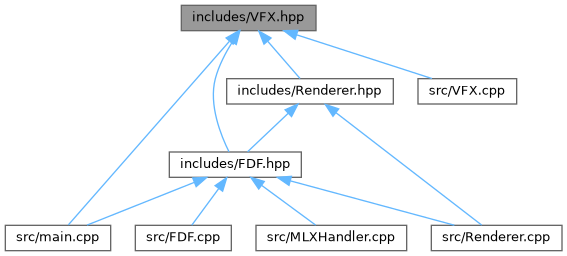 includes/VFX.hpp
includes/Renderer.hpp
src/VFX.cpp
includes/FDF.hpp
src/main.cpp
src/FDF.cpp
src/MLXHandler.cpp
src/Renderer.cpp